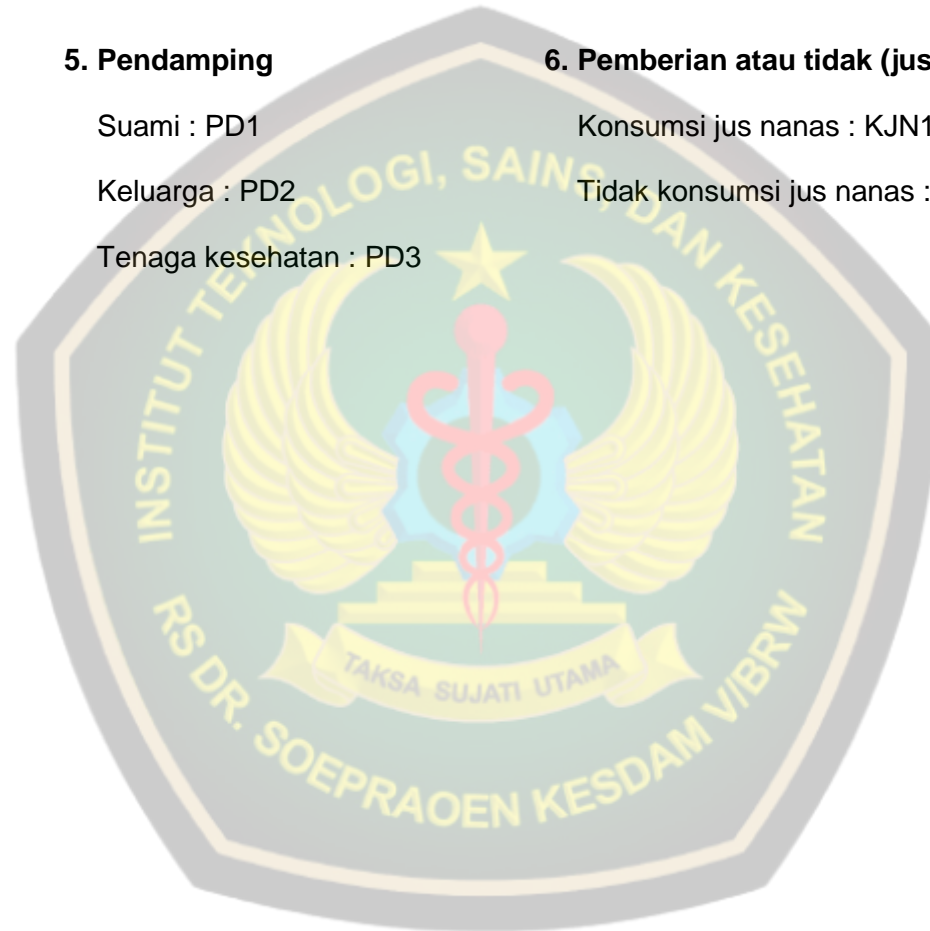 5. Pendamping
Suami : PD1
Keluarga : PD2
Tenaga kesehatan : PD3
6. Pemberian atau tidak (jus
Konsumsi jus nanas : KJN1
Tidak konsumsi jus nanas :
INSTITUT TEKNOLOGI, SAINS, DAN KESEHATAN
TAKSA SUJATI UTAMA
RS DR. SOEPRAOEN KESDAM V/BRW